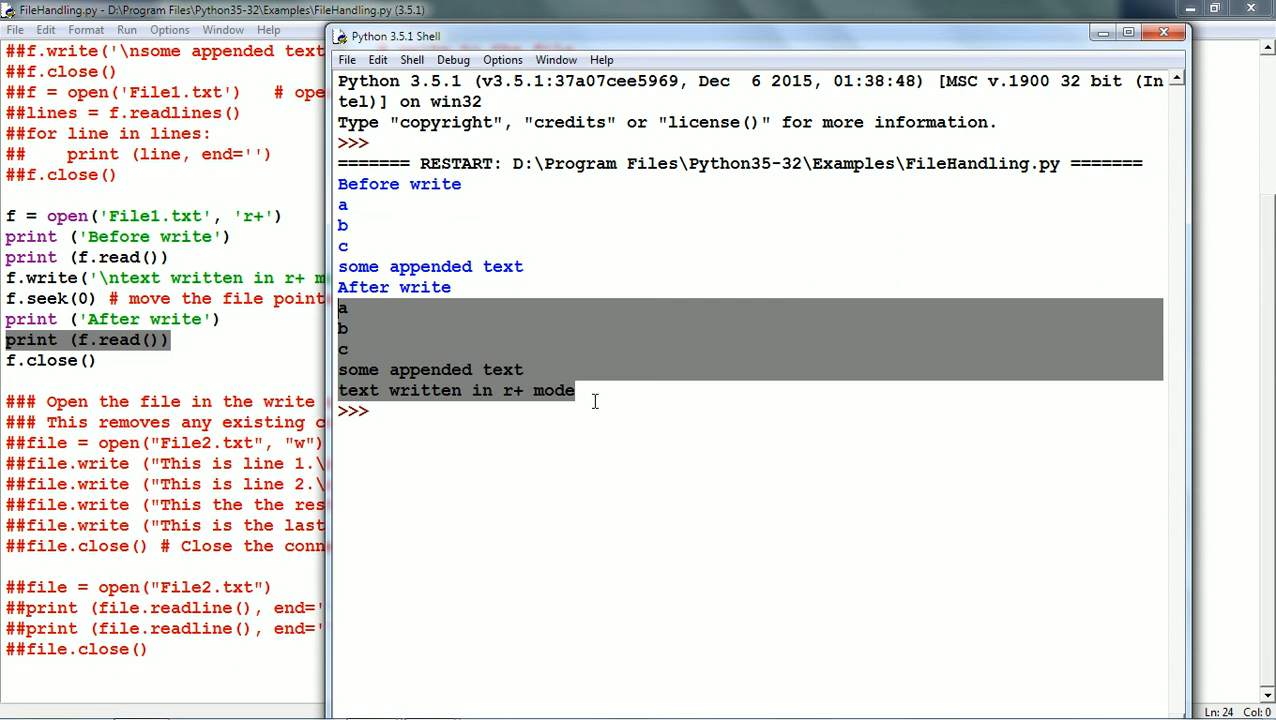 FileHandling.py - D:\Program Files\Python35-32\Examples\FileHandling.py (3.5.1)
File Edit Format Run Options Window Help
##f.write('\nsome appended text
##f.close()
##f = open('File1.txt')   # ope
##lines = f.readlines()
##for line in lines:
##    print (line, end='')
##f.close()
f = open('File1.txt', 'r+')
print ('Before write')
print (f.read())
f.write('\ntext written in r+ m
f.seek(0) # move the file point
print ('After write')
print (f.read())
f.close()
### Open the file in the write
### This removes any existing c
##file = open("File2.txt", "w")
##file.write ("This is line 1.\
##file.write ("This is line 2.\
##file.write ("This the the res
##file.write ("This is the last
##file.close() # Close the conn
##file = open("File2.txt")
##print (file.readline(), end='
##print (file.readline(), end='
##file.close()
Python 3.5.1 Shell
File Edit Shell Debug Options Window Help
Python 3.5.1 (v3.5.1:37a07cee5969, Dec  6 2015, 01:38:48) [MSC v.1900 32 bit (In
tel)] on win32
Type "copyright", "credits" or "license()" for more information.
>>>
======= RESTART: D:\Program Files\Python35-32\Examples\FileHandling.py =======
Before write
a
b
c
some appended text
After write
a
b
c
some appended text
text written in r+ mode
>>>
Ln: 24 Col: 0